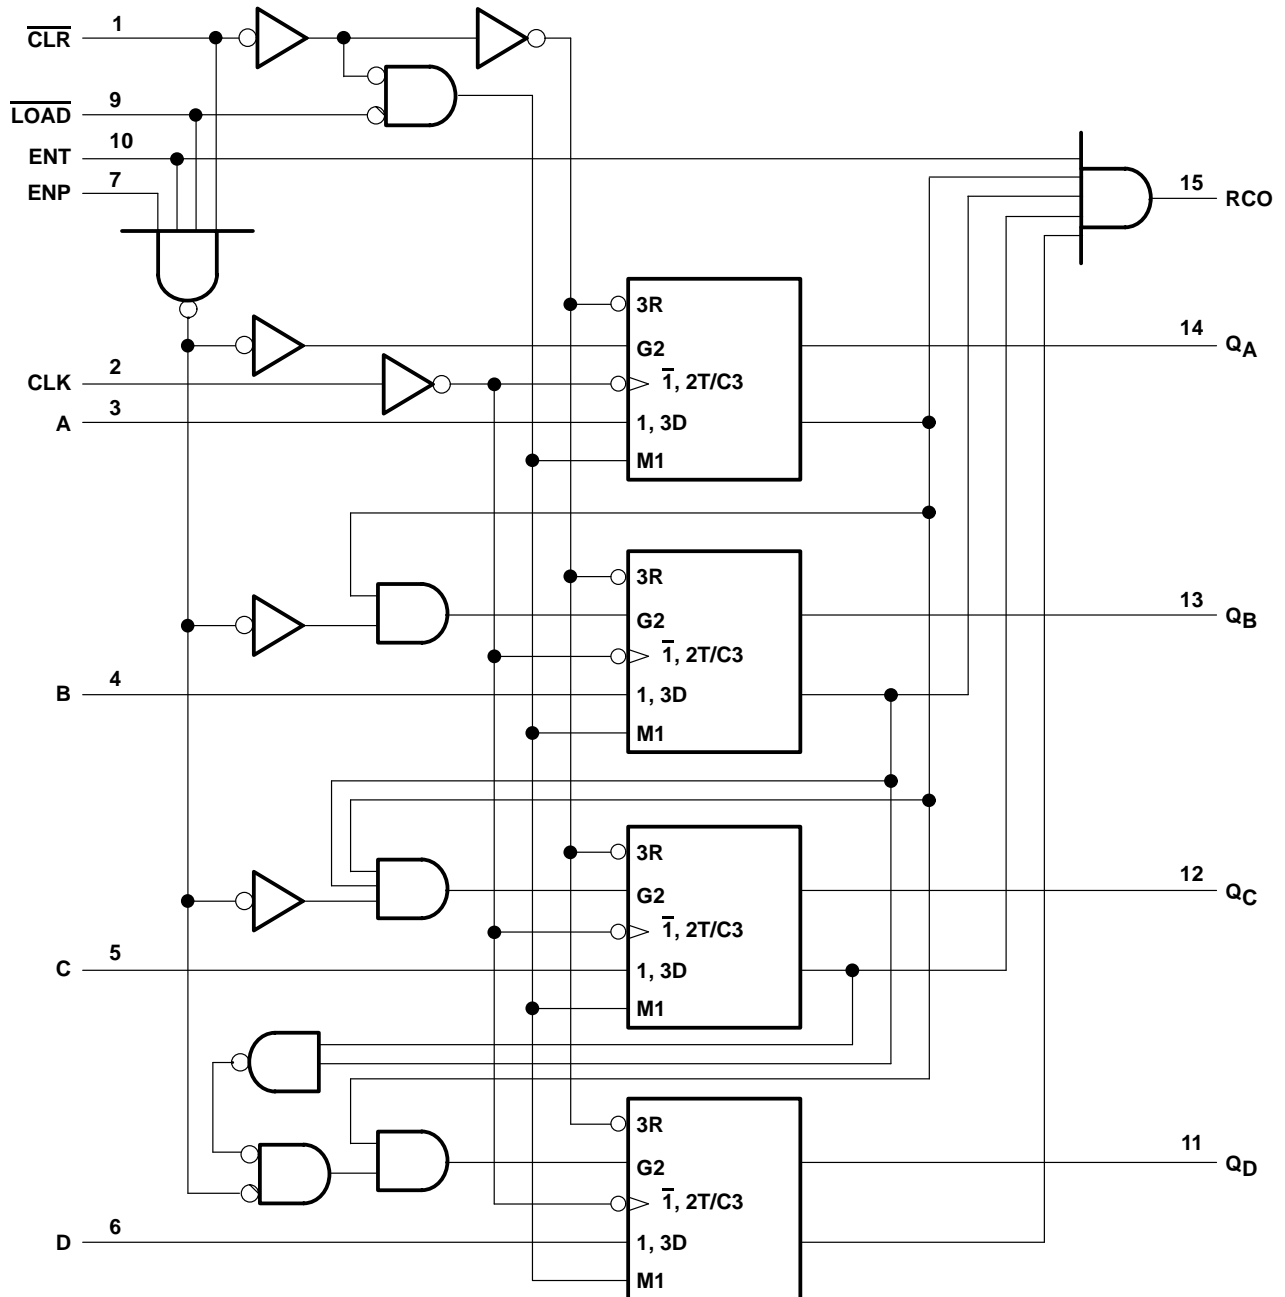 C̅L̅R̅ 1
L̅O̅A̅D̅ 9
ENT 10
ENP 7
15 RCO
3R
G2
14 QA
CLK 2
1̅, 2T/C3
A 3
1, 3D
M1
3R
G2
13 QB
1̅, 2T/C3
B 4
1, 3D
M1
3R
G2
12 QC
1̅, 2T/C3
C 5
1, 3D
M1
3R
G2
11 QD
1̅, 2T/C3
D 6
1, 3D
M1